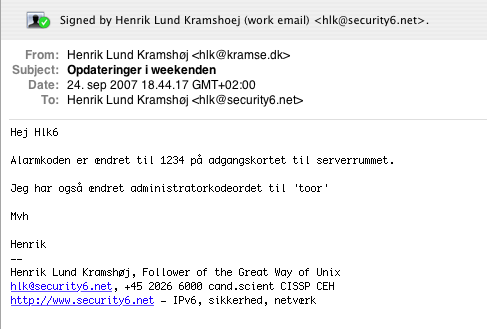 Signed by Henrik Lund Kramshoej (work email) <hlk@security6.net>.
From: Henrik Lund Kramshøj <hlk@kramse.dk>
Subject: Opdateringer i weekenden
Date: 24. sep 2007 18.44.17 GMT+02:00
To: Henrik Lund Kramshøj <hlk@security6.net>
Hej Hlk6
Alarmkoden er ændret til 1234 på adgangskortet til serverrummet.
Jeg har også ændret administratorkodeordet til 'toor'
Mvh
Henrik
--
Henrik Lund Kramshøj, Follower of the Great Way of Unix
hlk@security6.net, +45 2026 6000 cand.scient CISSP CEH
http://www.security6.net - IPv6, sikkerhed, netværk